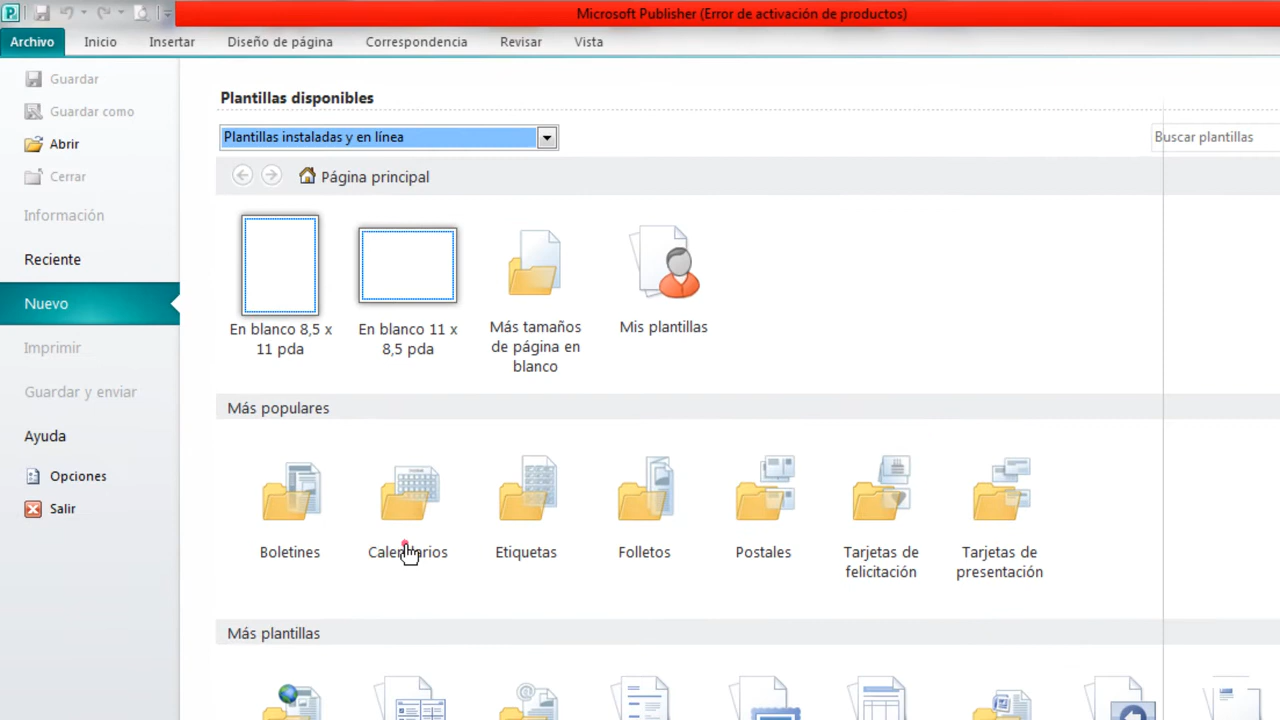 Microsoft Publisher (Error de activación de productos)
Archivo Inicio Insertar Diseño de página Correspondencia Revisar Vista
Guardar
Guardar como
Abrir
Cerrar
Información
Reciente
Nuevo
Imprimir
Guardar y enviar
Ayuda
Opciones
Salir
Plantillas disponibles
Plantillas instaladas y en línea
Buscar plantillas
Página principal
En blanco 8,5 x
11 pda
En blanco 11 x
8,5 pda
Más tamaños
de página en
blanco
Mis plantillas
Más populares
Boletines
Calendarios
Etiquetas
Folletos
Postales
Tarjetas de
felicitación
Tarjetas de
presentación
Más plantillas